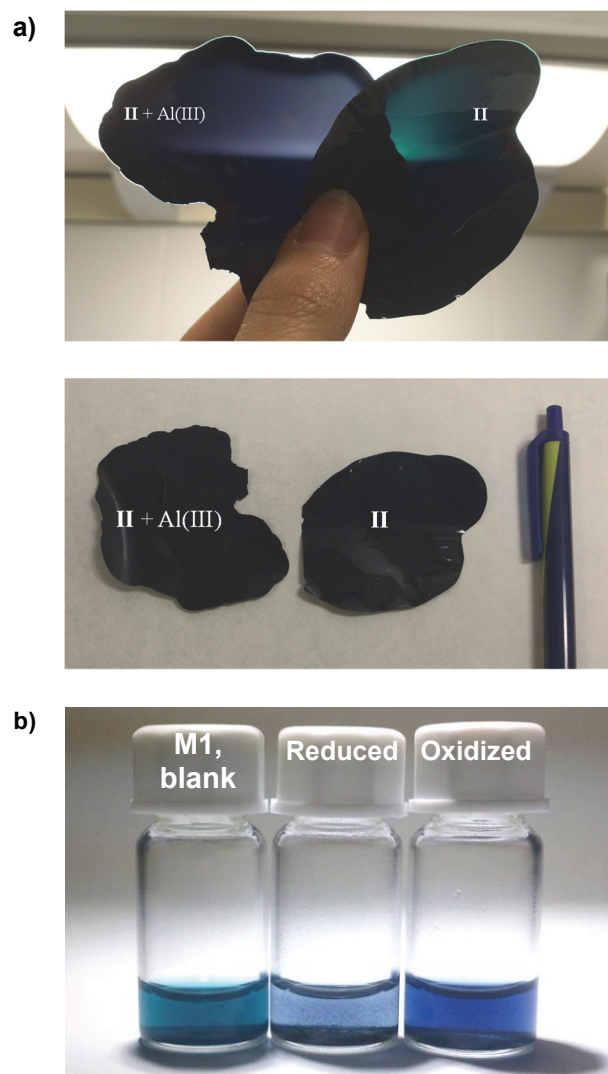 a)
II + Al(III)
II
II + Al(III)
II
b)
M1,
blank
Reduced
Oxidized